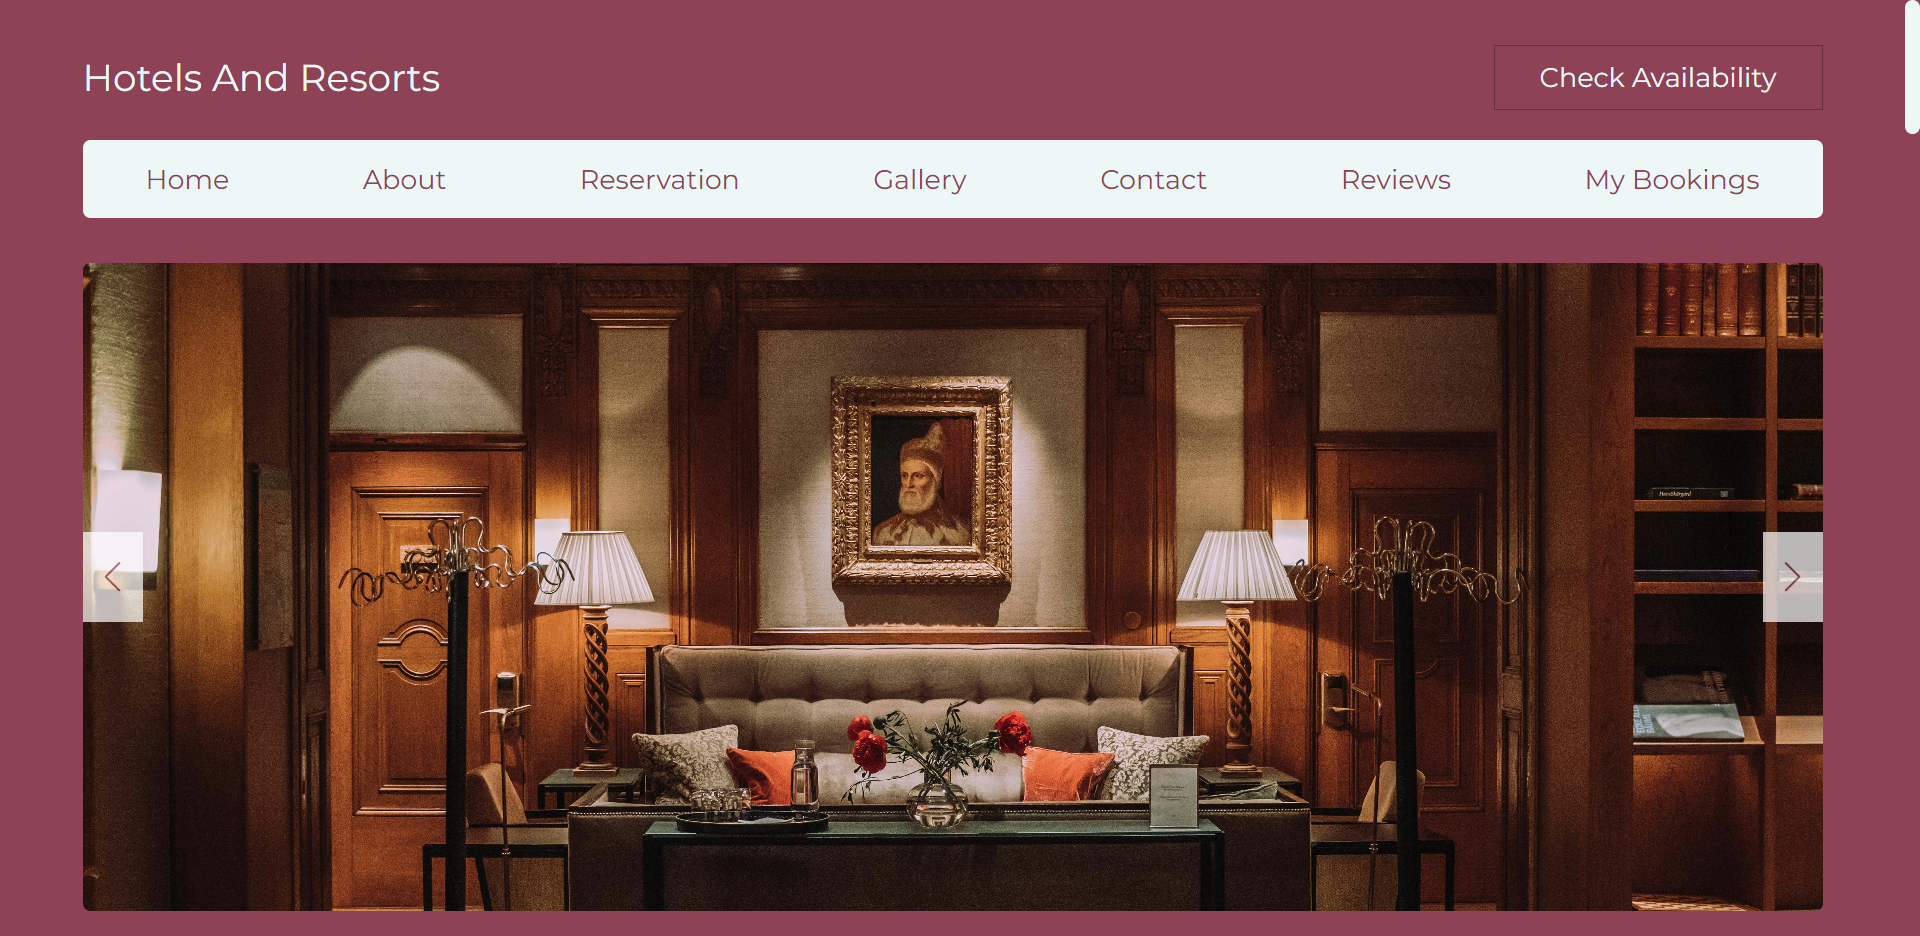 Hotels And Resorts
Check Availability
Home
About
Reservation
Gallery
Contact
Reviews
My Bookings